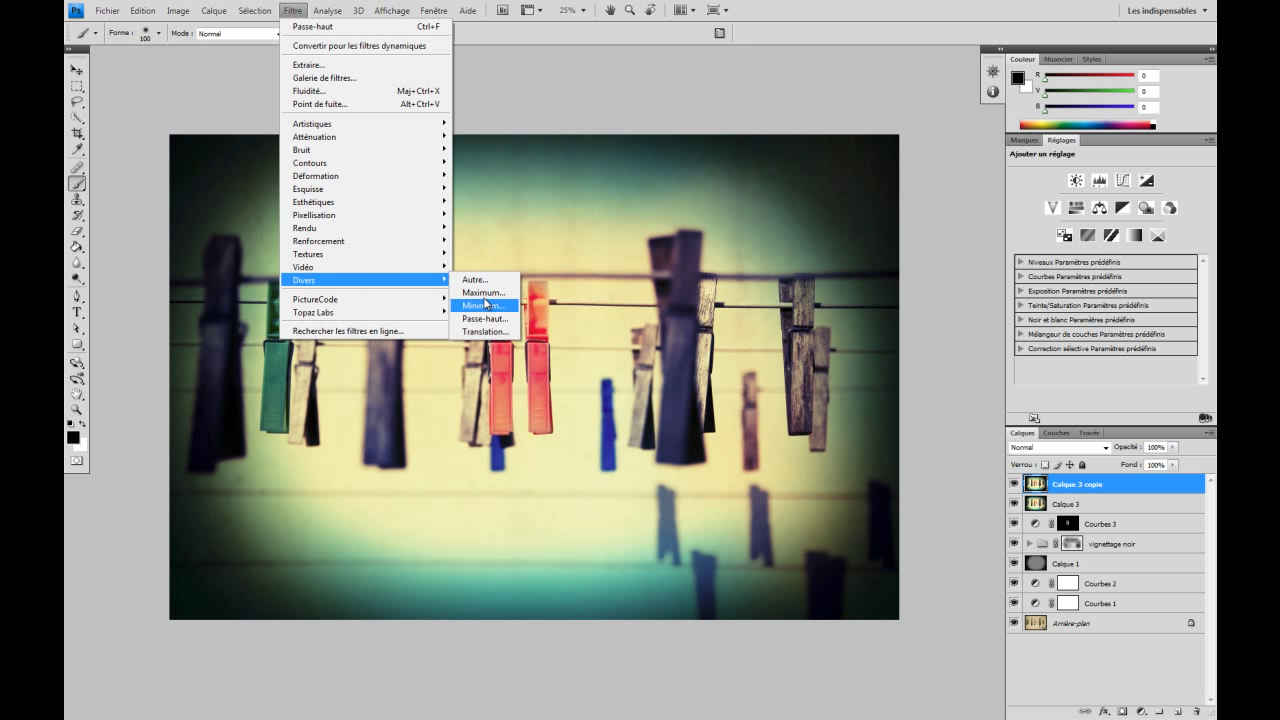 Ps Fichier Edition Image Calque Sélection Filtre Analyse 3D Affichage Fenêtre Aide Br 25% Les indispensables
Forme : 100 Mode : Normal
Passe-haut Ctrl+F
Convertir pour les filtres dynamiques
Extraire...
Galerie de filtres...
Fluidité... Maj+Ctrl+X
Point de fuite... Alt+Ctrl+V
Artistiques
Atténuation
Bruit
Contours
Déformation
Esquisse
Esthétiques
Pixellisation
Rendu
Renforcement
Textures
Vidéo
Divers
PictureCode
Topaz Labs
Rechercher les filtres en ligne...
Autre...
Maximum...
Minimum...
Passe-haut...
Translation...
Couleur Nuancier Styles
R 0
V 0
B 0
Masques Réglages
Ajouter un réglage
Niveaux Paramètres prédéfinis
Courbes Paramètres prédéfinis
Exposition Paramètres prédéfinis
Teinte/Saturation Paramètres prédéfinis
Noir et blanc Paramètres prédéfinis
Mélangeur de couches Paramètres prédéfinis
Correction sélective Paramètres prédéfinis
Calques Couches Tracés
Normal Opacité : 100%
Verrou : Fond : 100%
Calque 3 copie
Calque 3
Courbes 3
vignettage noir
Calque 1
Courbes 2
Courbes 1
Arrière-plan